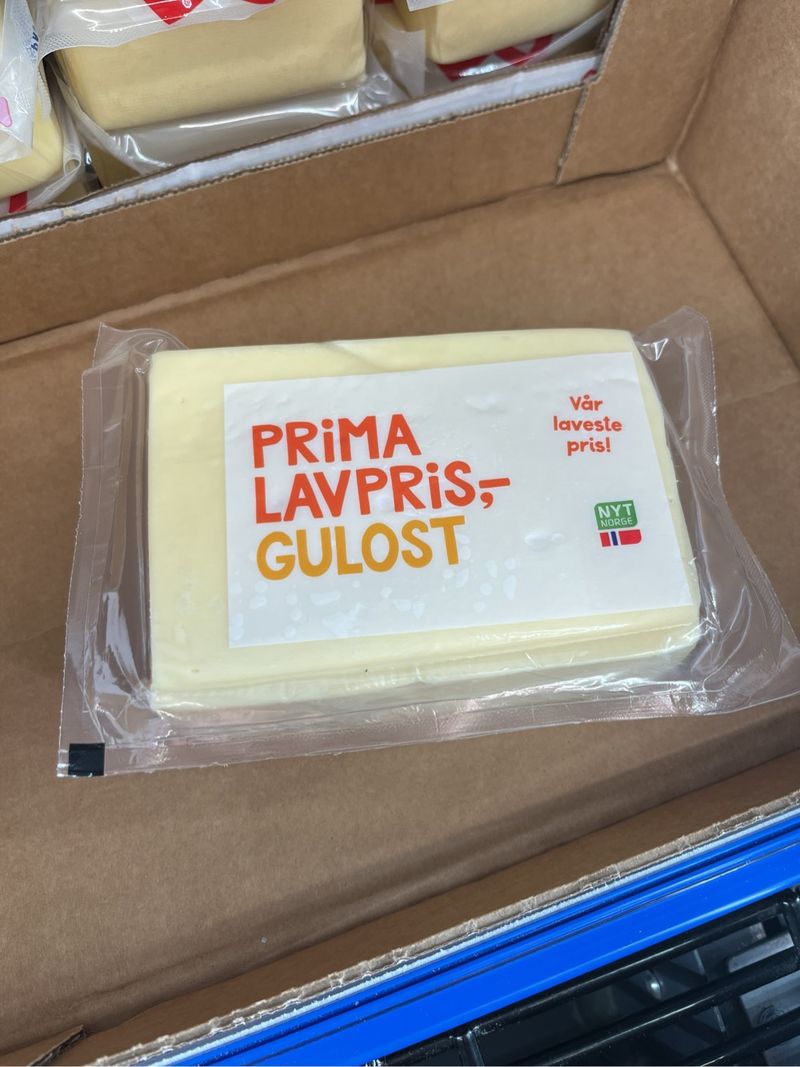 PRiMA
LAVPRiS,-
GULOST
Vår
laveste
pris!
NYT
NORGE